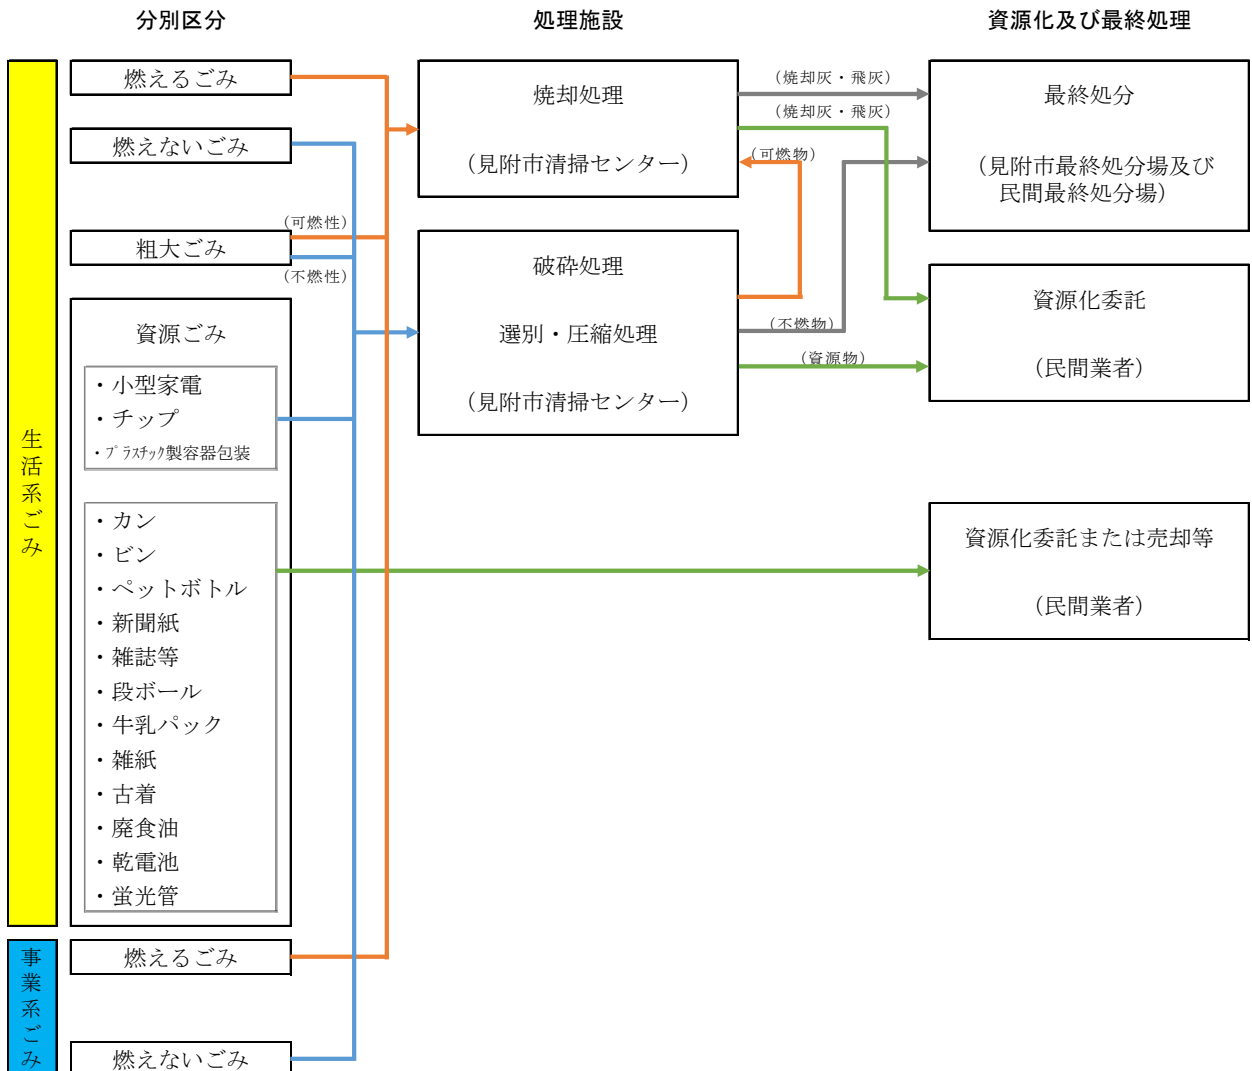 分別区分
処理施設
資源化及び最終処理
生活系ごみ
燃えるごみ
燃えないごみ
粗大ごみ
(可燃性)
(不燃性)
資源ごみ
・小型家電
・チップ
・プラスチック製容器包装
・カン
・ビン
・ペットボトル
・新聞紙
・雑誌等
・段ボール
・牛乳パック
・雑紙
・古着
・廃食油
・乾電池
・蛍光管
事業系ごみ
燃えるごみ
燃えないごみ
焼却処理
(見附市清掃センター)
破砕処理
選別・圧縮処理
(見附市清掃センター)
(焼却灰・飛灰)
(焼却灰・飛灰)
(可燃物)
(不燃物)
(資源物)
最終処分
(見附市最終処分場及び
民間最終処分場)
資源化委託
(民間業者)
資源化委託または売却等
(民間業者)